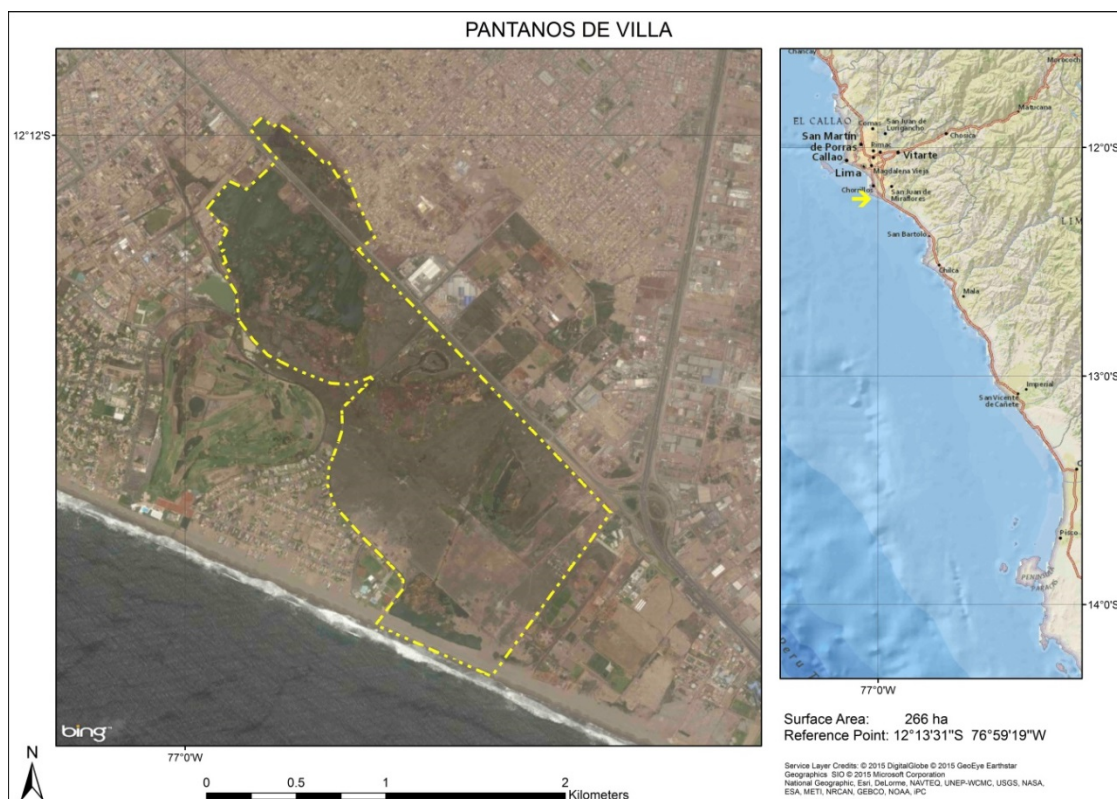 PANTANOS DE VILLA
12°12'S
77°0'W
bing™
N
0 0.5 1 2
Kilometers
Chancay
EL CALLAO
Comas
San Juan de
Lurigancho
Matucana
San Martín
de Porras
Rimac
Chosica
Callao
Vitarte
Lima
Magdalena Vieja
Chorrillos
San Juan de
Miraflores
San Bartolo
Chilca
Mala
Imperial
San Vicente
de Cañete
Pisco
12°0'S
13°0'S
14°0'S
77°0'W
Surface Area: 266 ha
Reference Point: 12°13'31"S 76°59'19"W
Service Layer Credits: © 2015 DigitalGlobe © 2015 GeoEye Earthstar
Geographics SIO © 2015 Microsoft Corporation
National Geographic, Esri, DeLorme, NAVTEQ, UNEP-WCMC, USGS, NASA,
ESA, METI, NRCAN, GEBCO, NOAA, iPC